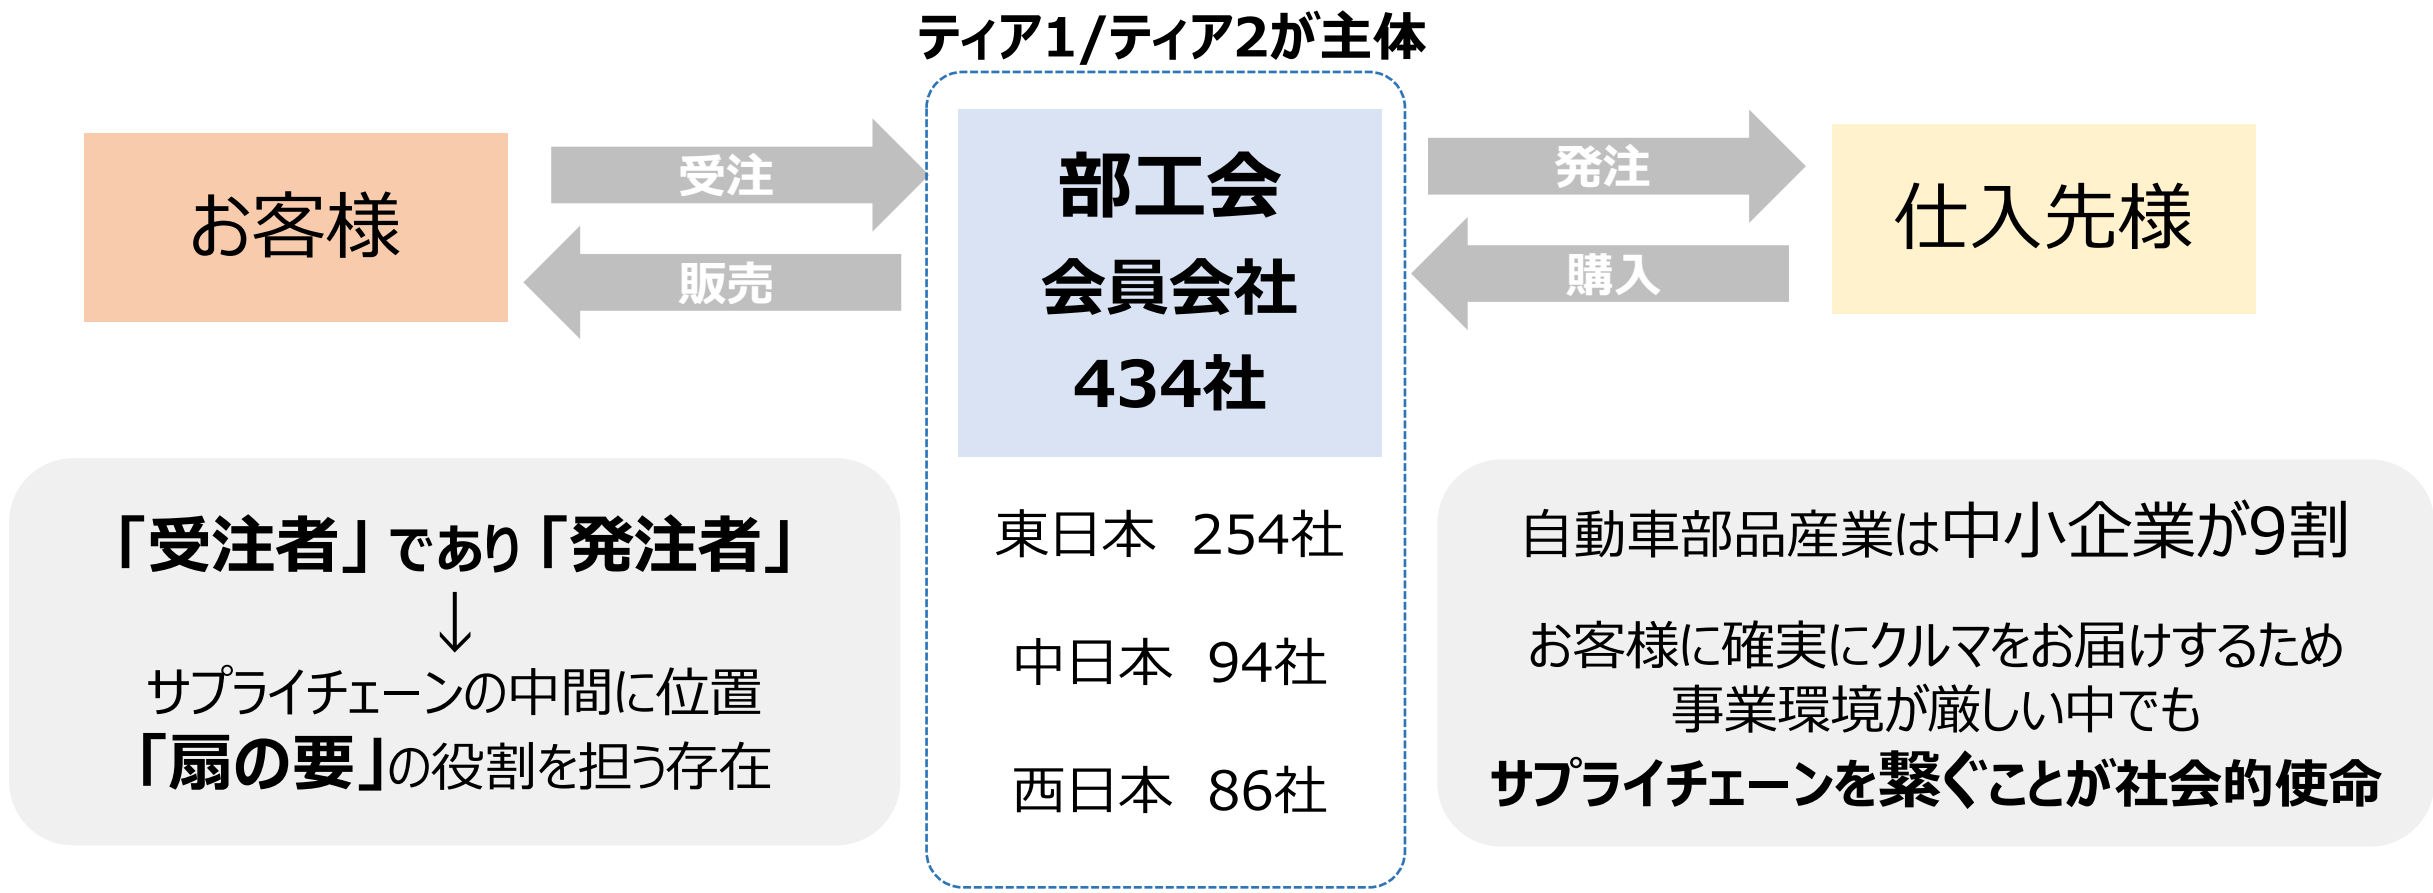 ティア1/ティア2が主体
お客様
受注
販売
部工会
会員会社
434社
発注
購入
仕入先様
「受注者」であり「発注者」
↓
サプライチェーンの中間に位置
「扇の要」の役割を担う存在
東日本 254社
中日本 94社
西日本 86社
自動車部品産業は中小企業が9割
お客様に確実にクルマをお届けするため
事業環境が厳しい中でも
サプライチェーンを繋ぐことが社会的使命